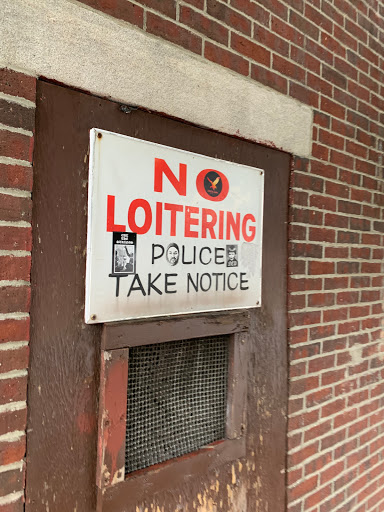 NO
LOITERING
POLICE
TAKE NOTICE